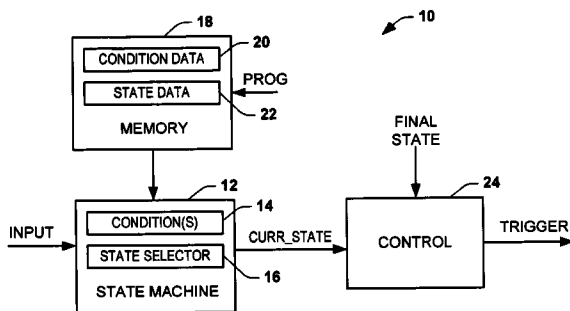 18
10
20
CONDITION DATA
PROG
STATE DATA
22
MEMORY
FINAL
STATE
12
24
INPUT
CONDITION(S)
14
CURR_STATE
CONTROL
TRIGGER
STATE SELECTOR
16
STATE MACHINE